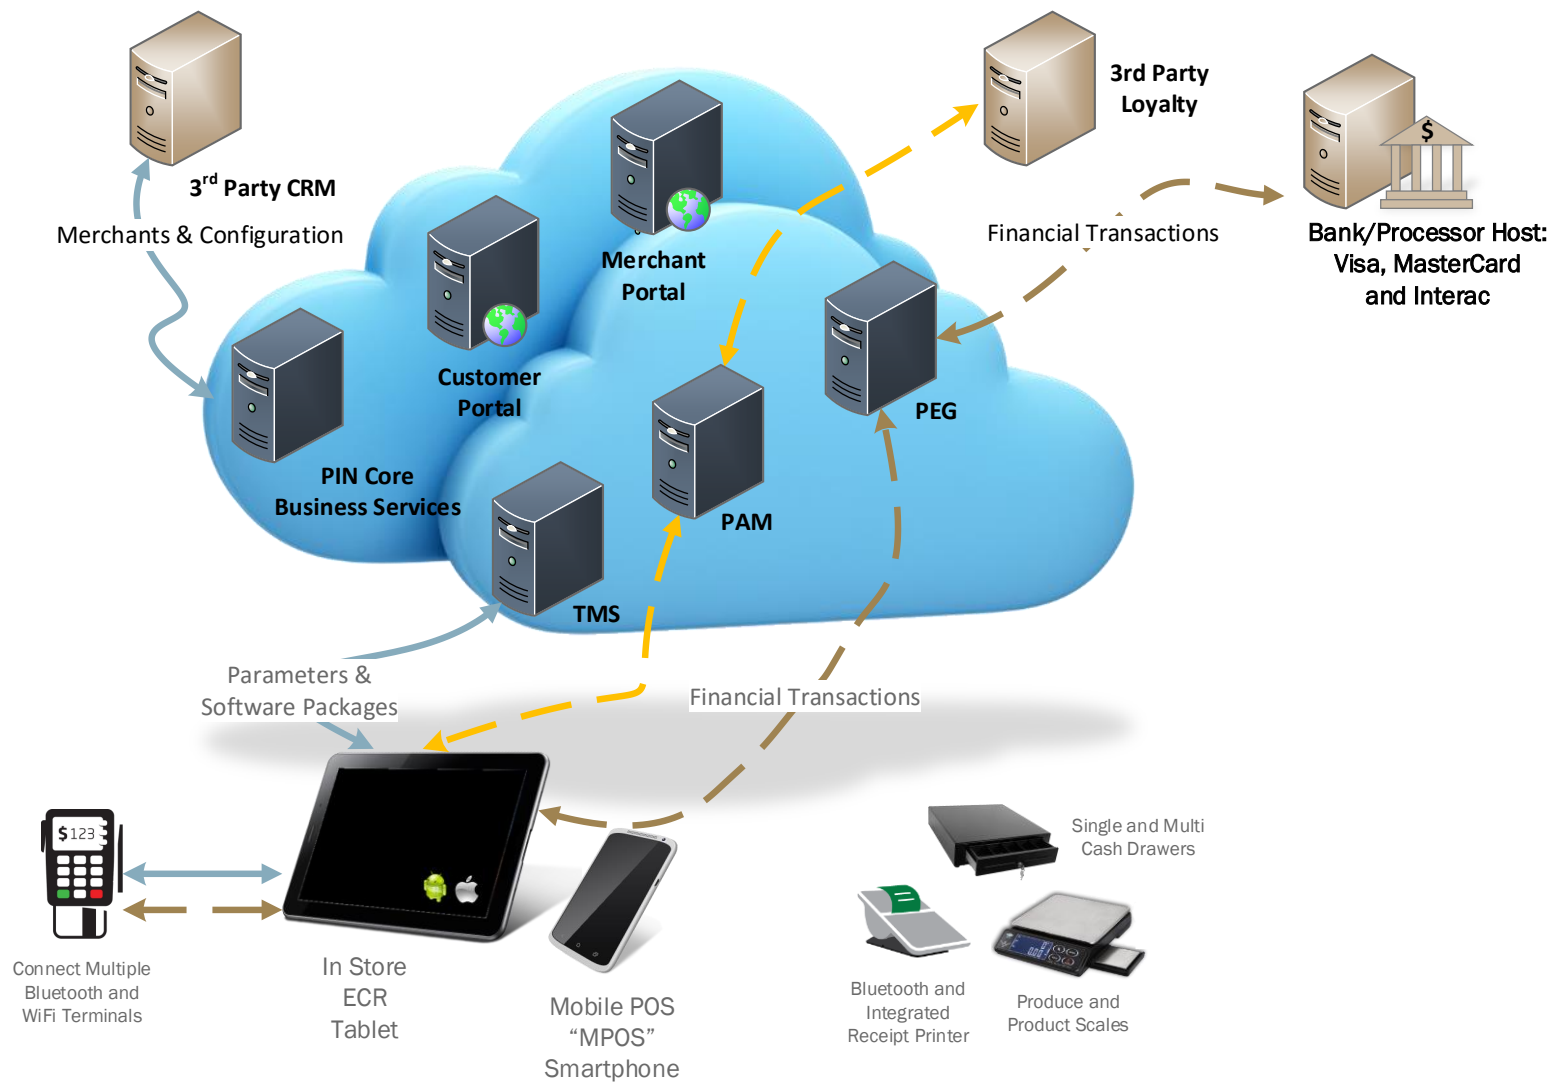 3rd Party CRM
Merchants & Configuration
3rd Party
Loyalty
$
Bank/Processor Host:
Visa, MasterCard
and Interac
Financial Transactions
Merchant
Portal
Customer
Portal
PEG
PIN Core
Business Services
PAM
TMS
Parameters &
Software Packages
Financial Transactions
$123
Connect Multiple
Bluetooth and
WiFi Terminals
In Store
ECR
Tablet
Mobile POS
“MPOS”
Smartphone
Single and Multi
Cash Drawers
Bluetooth and
Integrated
Receipt Printer
Produce and
Product Scales